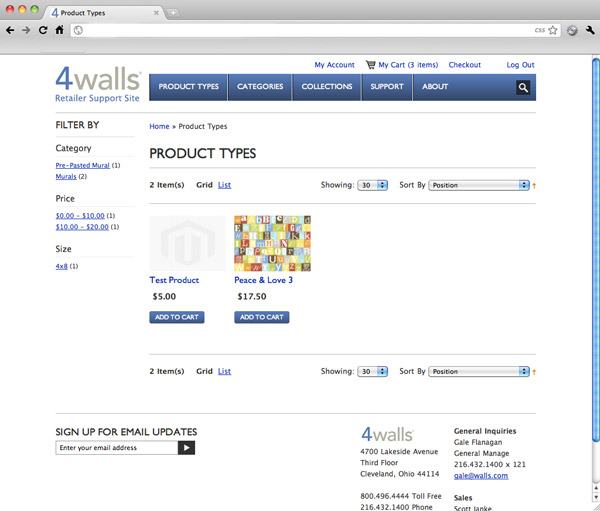 Product Types
css
My Account My Cart (3 items) Checkout Log Out
4walls®
Retailer Support Site
PRODUCT TYPES CATEGORIES COLLECTIONS SUPPORT ABOUT
FILTER BY
Category
Pre-Pasted Mural (1)
Murals (2)
Price
$0.00 - $10.00 (1)
$10.00 - $20.00 (1)
Size
4x8 (1)
Home » Product Types
PRODUCT TYPES
2 Item(s) Grid List Showing: 30 Sort By Position
Test Product
$5.00
ADD TO CART
Peace & Love 3
$17.50
ADD TO CART
2 Item(s) Grid List Showing: 30 Sort By Position
SIGN UP FOR EMAIL UPDATES
Enter your email address
4walls®
4700 Lakeside Avenue
Third Floor
Cleveland, Ohio 44114
800.496.4444 Toll Free
216.432.1400 Phone
General Inquiries
Gale Flanagan
General Manage
216.432.1400 x 121
gale@walls.com
Sales
Scott Janke